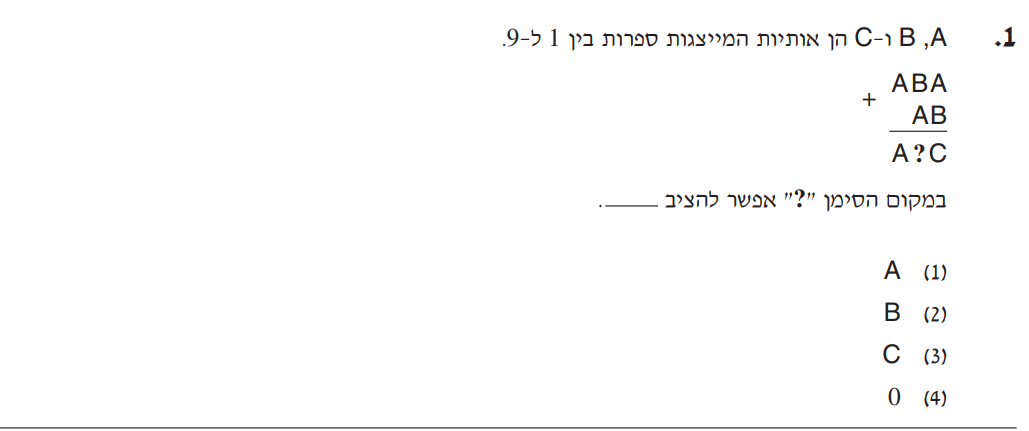 1. A, B ו-C הן אותיות המייצגות ספרות בין 1 ל-9.
ABA
+
AB
A?C
במקום הסימן "?" אפשר להציב _____.
(1) A
(2) B
(3) C
(4) 0